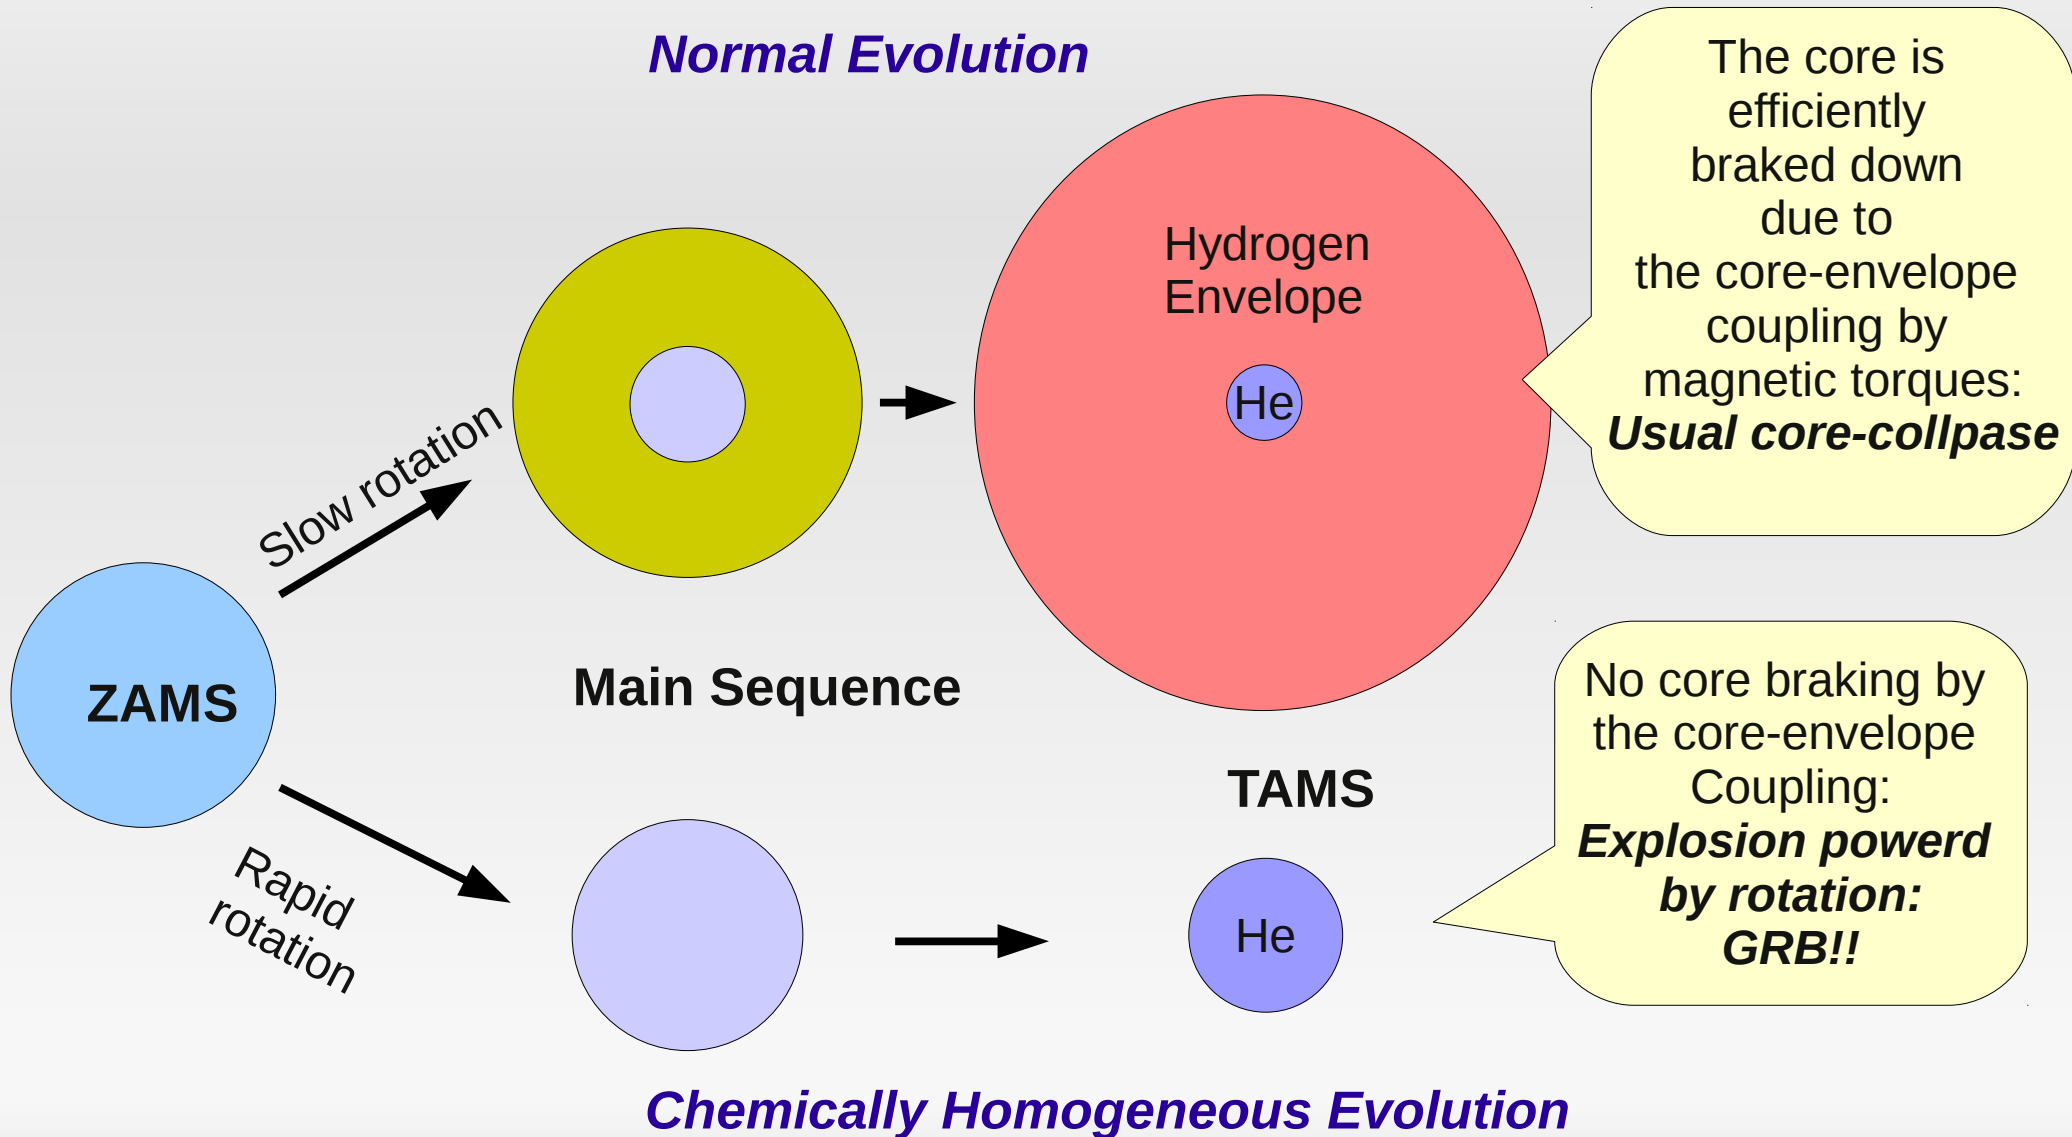 Normal Evolution
The core is
efficiently
braked down
due to
the core-envelope
coupling by
magnetic torques:
Usual core-collpase
Hydrogen
Envelope
He
Slow rotation
ZAMS
Main Sequence
TAMS
Rapid
rotation
He
No core braking by
the core-envelope
Coupling:
Explosion powerd
by rotation:
GRB!!
Chemically Homogeneous Evolution